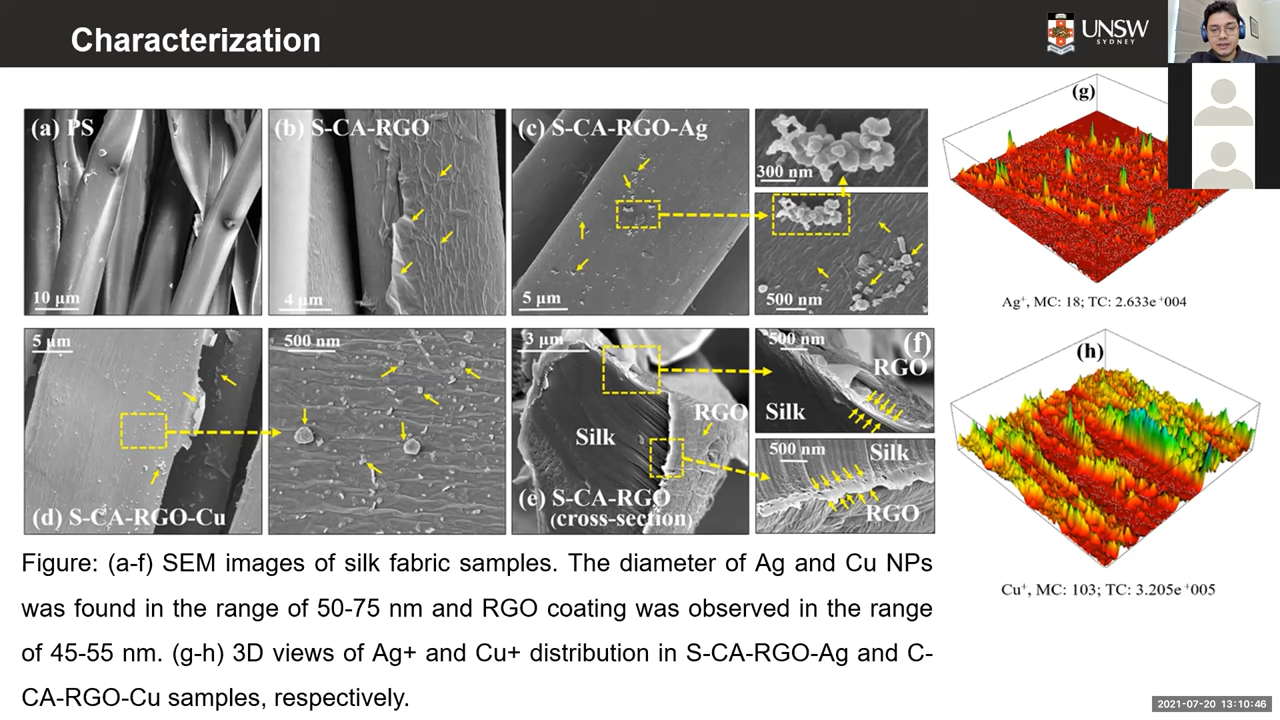 Characterization
UNSW
SYDNEY
(a) PS
10 µm
(b) S-CA-RGO
4 µm
(c) S-CA-RGO-Ag
5 µm
300 nm
500 nm
(g)
Ag⁺, MC: 18; TC: 2.633e⁺004
5 µm
(d) S-CA-RGO-Cu
500 nm
3 µm
RGO
Silk
(e) S-CA-RGO
(cross-section)
500 nm
(f)
RGO
Silk
500 nm
Silk
RGO
(h)
Cu⁺, MC: 103; TC: 3.205e⁺005
Figure: (a-f) SEM images of silk fabric samples. The diameter of Ag and Cu NPs
was found in the range of 50-75 nm and RGO coating was observed in the range
of 45-55 nm. (g-h) 3D views of Ag+ and Cu+ distribution in S-CA-RGO-Ag and C-
CA-RGO-Cu samples, respectively.
2021-07-20 13:10:46